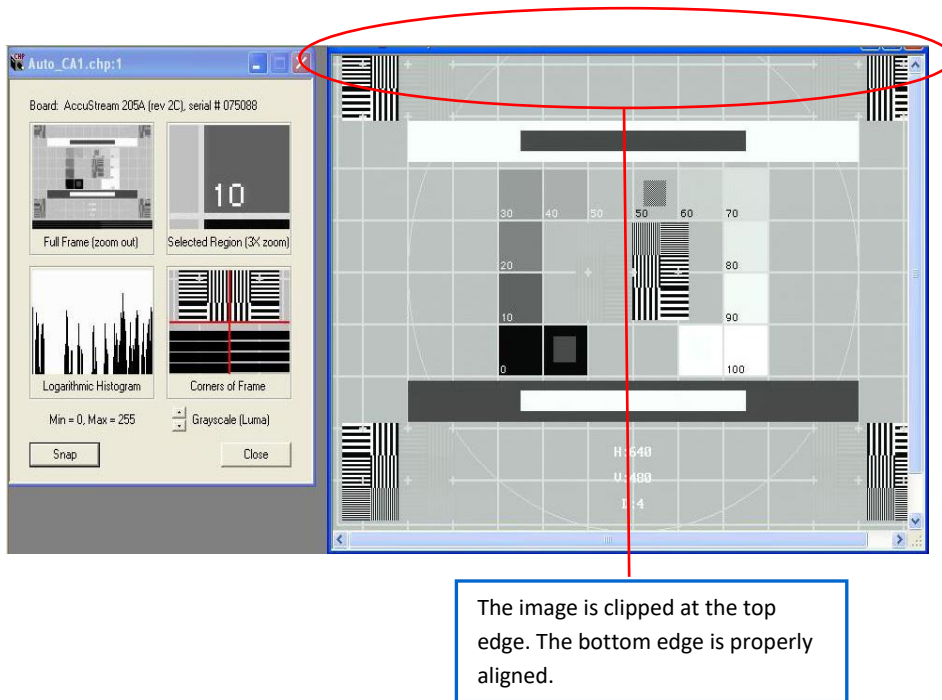 Auto_CA1.chp:1
Board: AccuStream 205A (rev 2C), serial # 075088
10
Full Frame (zoom out)
Selected Region (3X zoom)
Logarithmic Histogram
Corners of Frame
Min = 0, Max = 255
Grayscale (Luma)
Snap
Close
30 40 50 50 60 70
20 80
10 90
0 100
H:640
V:480
The image is clipped at the top
edge. The bottom edge is properly
aligned.